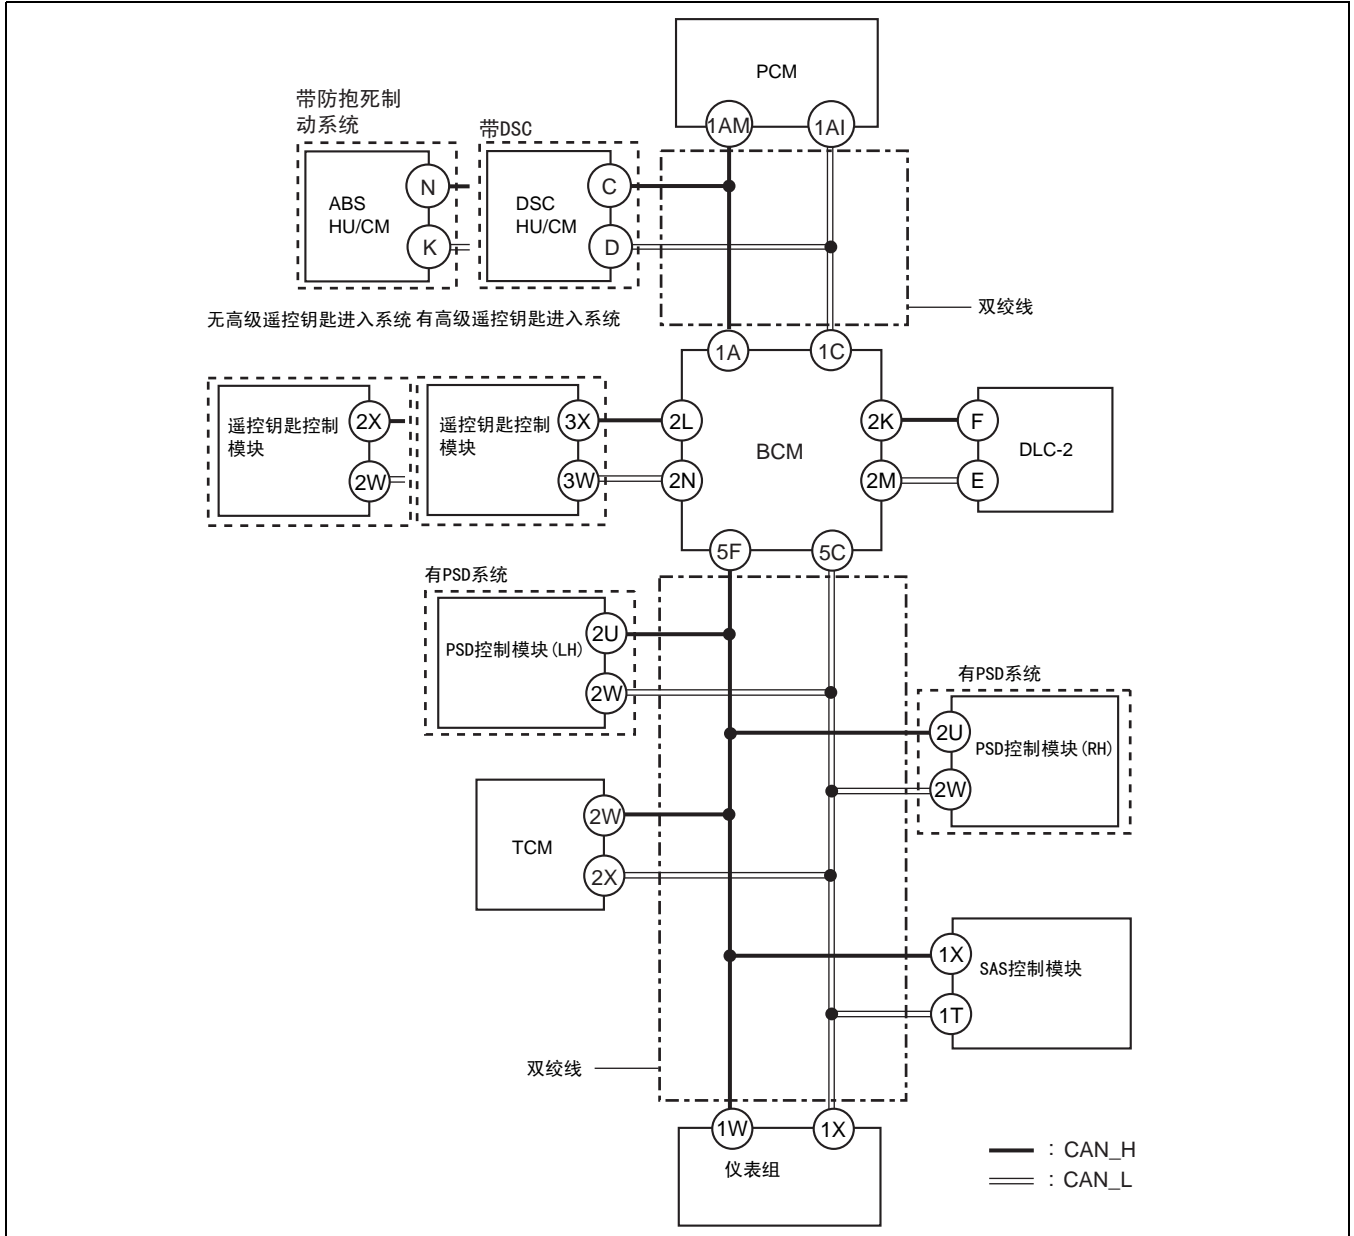 PCM
1AM
1AI
带防抱死制
动系统
带DSC
ABS
HU/CM
N
K
DSC
HU/CM
C
D
双绞线
无高级遥控钥匙进入系统
有高级遥控钥匙进入系统
1A
1C
遥控钥匙控制
模块
2X
2W
遥控钥匙控制
模块
3X
3W
2L
2N
BCM
2K
2M
F
E
DLC-2
5F
5C
有PSD系统
PSD控制模块(LH)
2U
2W
有PSD系统
2U
2W
PSD控制模块(RH)
TCM
2W
2X
1X
1T
SAS控制模块
双绞线
1W
1X
仪表组
: CAN_H
: CAN_L